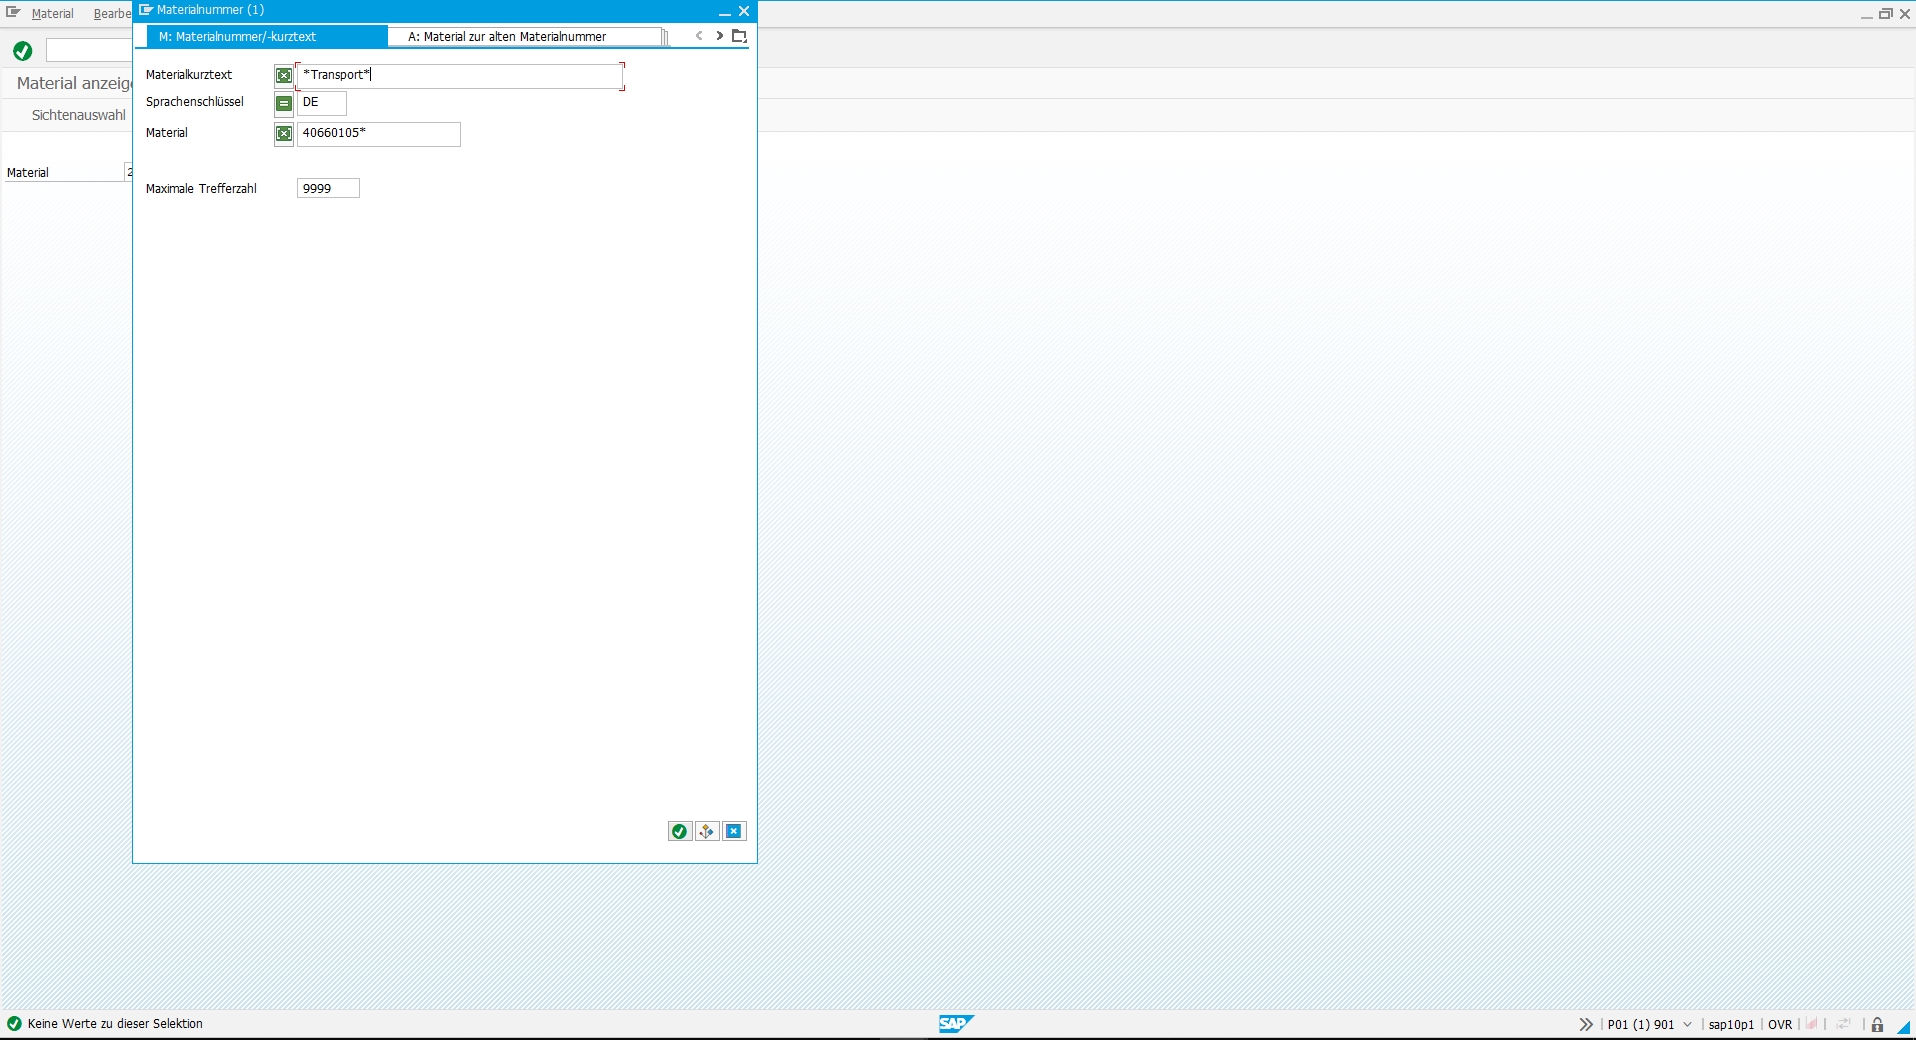 Materialnummer (1)
Material Bearbe
M: Materialnummer/-kurztext A: Material zur alten Materialnummer
Materialkurztext *Transport*
Material anzeige
Sprachenschlüssel DE
Sichtenauswahl
Material 40660105*
Material 2
Maximale Trefferzahl 9999
Keine Werte zu dieser Selektion SAP P01 (1) 901 sap10p1 OVR